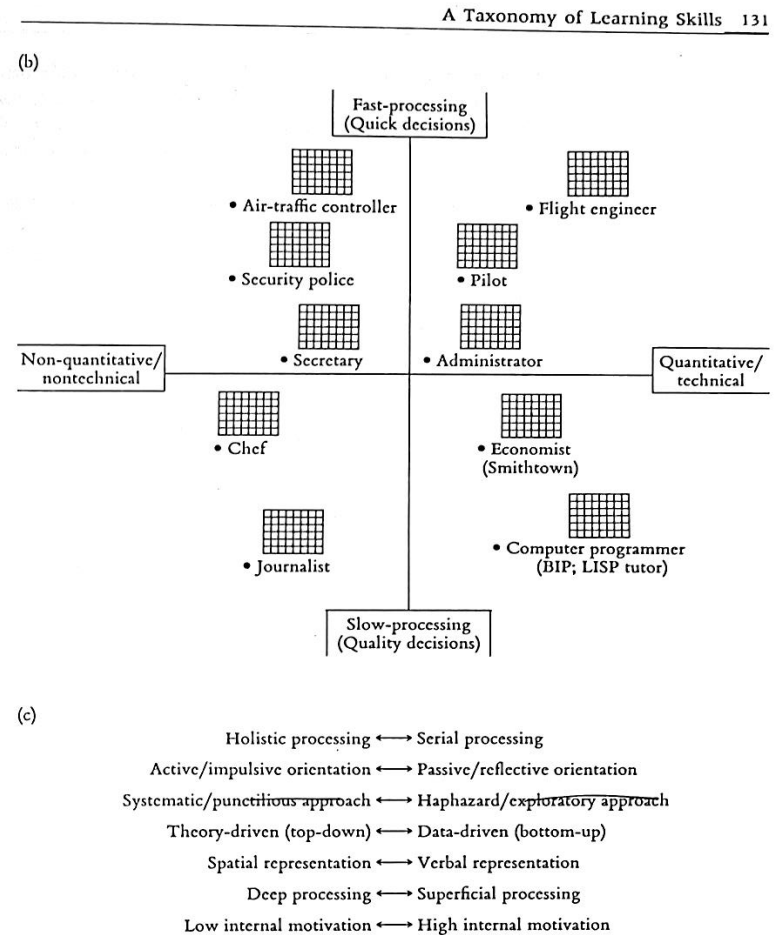 A Taxonomy of Learning Skills 131
(b)
Fast-processing
(Quick decisions)
• Air-traffic controller
• Flight engineer
• Security police
• Pilot
• Secretary
• Administrator
Non-quantitative/
nontechnical
Quantitative/
technical
• Chef
• Economist
(Smithtown)
• Journalist
• Computer programmer
(BIP; LISP tutor)
Slow-processing
(Quality decisions)
(c)
Holistic processing ⟷ Serial processing
Active/impulsive orientation ⟷ Passive/reflective orientation
Systematic/punctilious approach ⟷ Haphazard/exploratory approach
Theory-driven (top-down) ⟷ Data-driven (bottom-up)
Spatial representation ⟷ Verbal representation
Deep processing ⟷ Superficial processing
Low internal motivation ⟷ High internal motivation